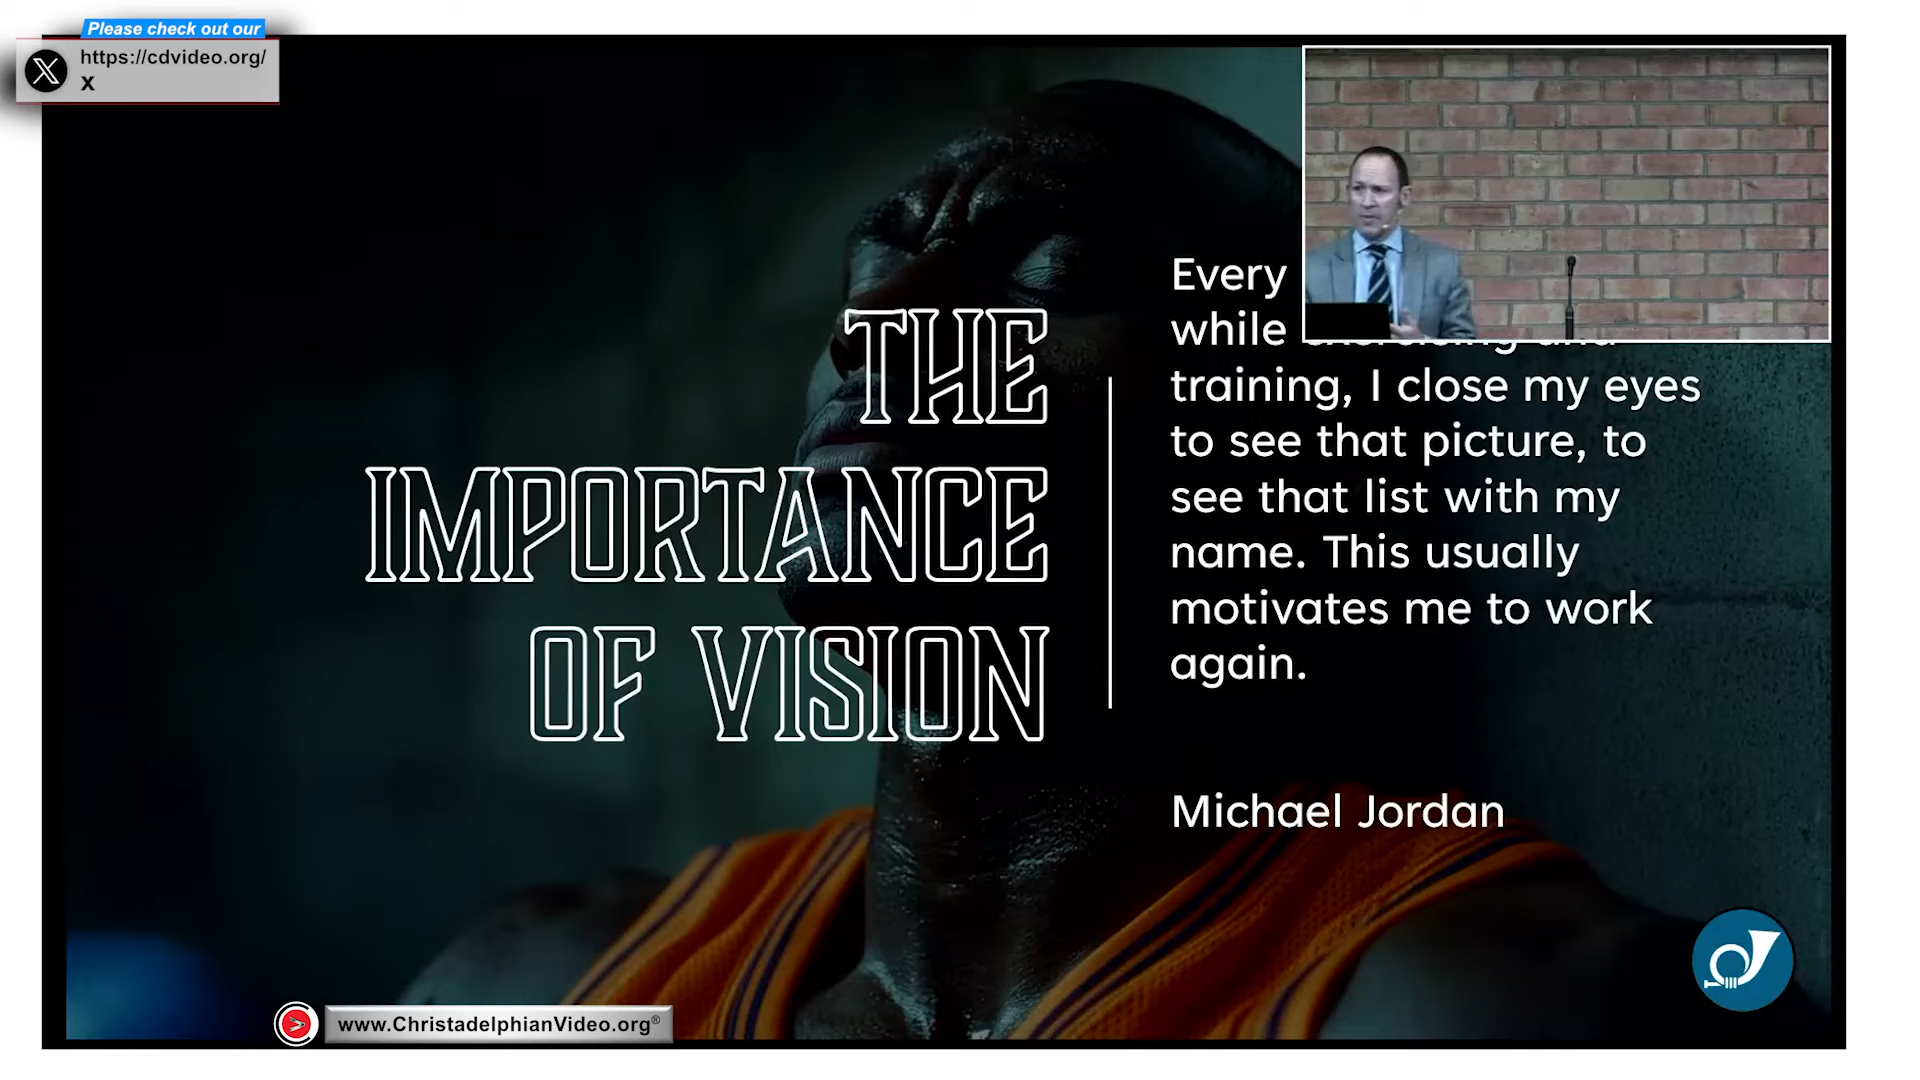 Please check out our
https://cdvideo.org/
x
THE
IMPORTANCE
OF VISION
Every
while
training, I close my eyes
to see that picture, to
see that list with my
name. This usually
motivates me to work
again.
Michael Jordan
www.ChristadelphianVideo.org®